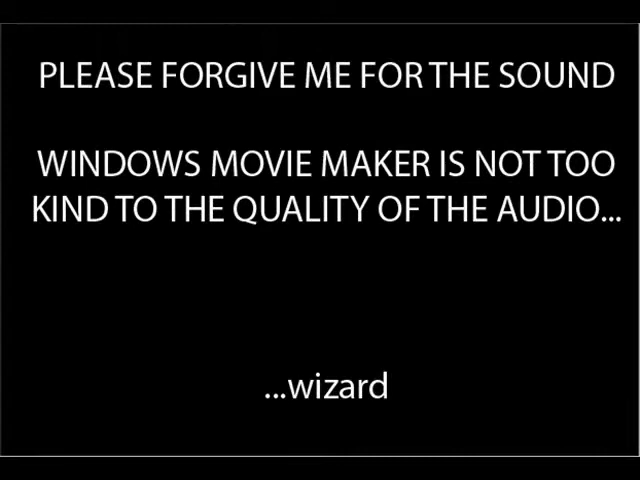 PLEASE FORGIVE ME FOR THE SOUND
WINDOWS MOVIE MAKER IS NOT TOO
KIND TO THE QUALITY OF THE AUDIO...
...wizard